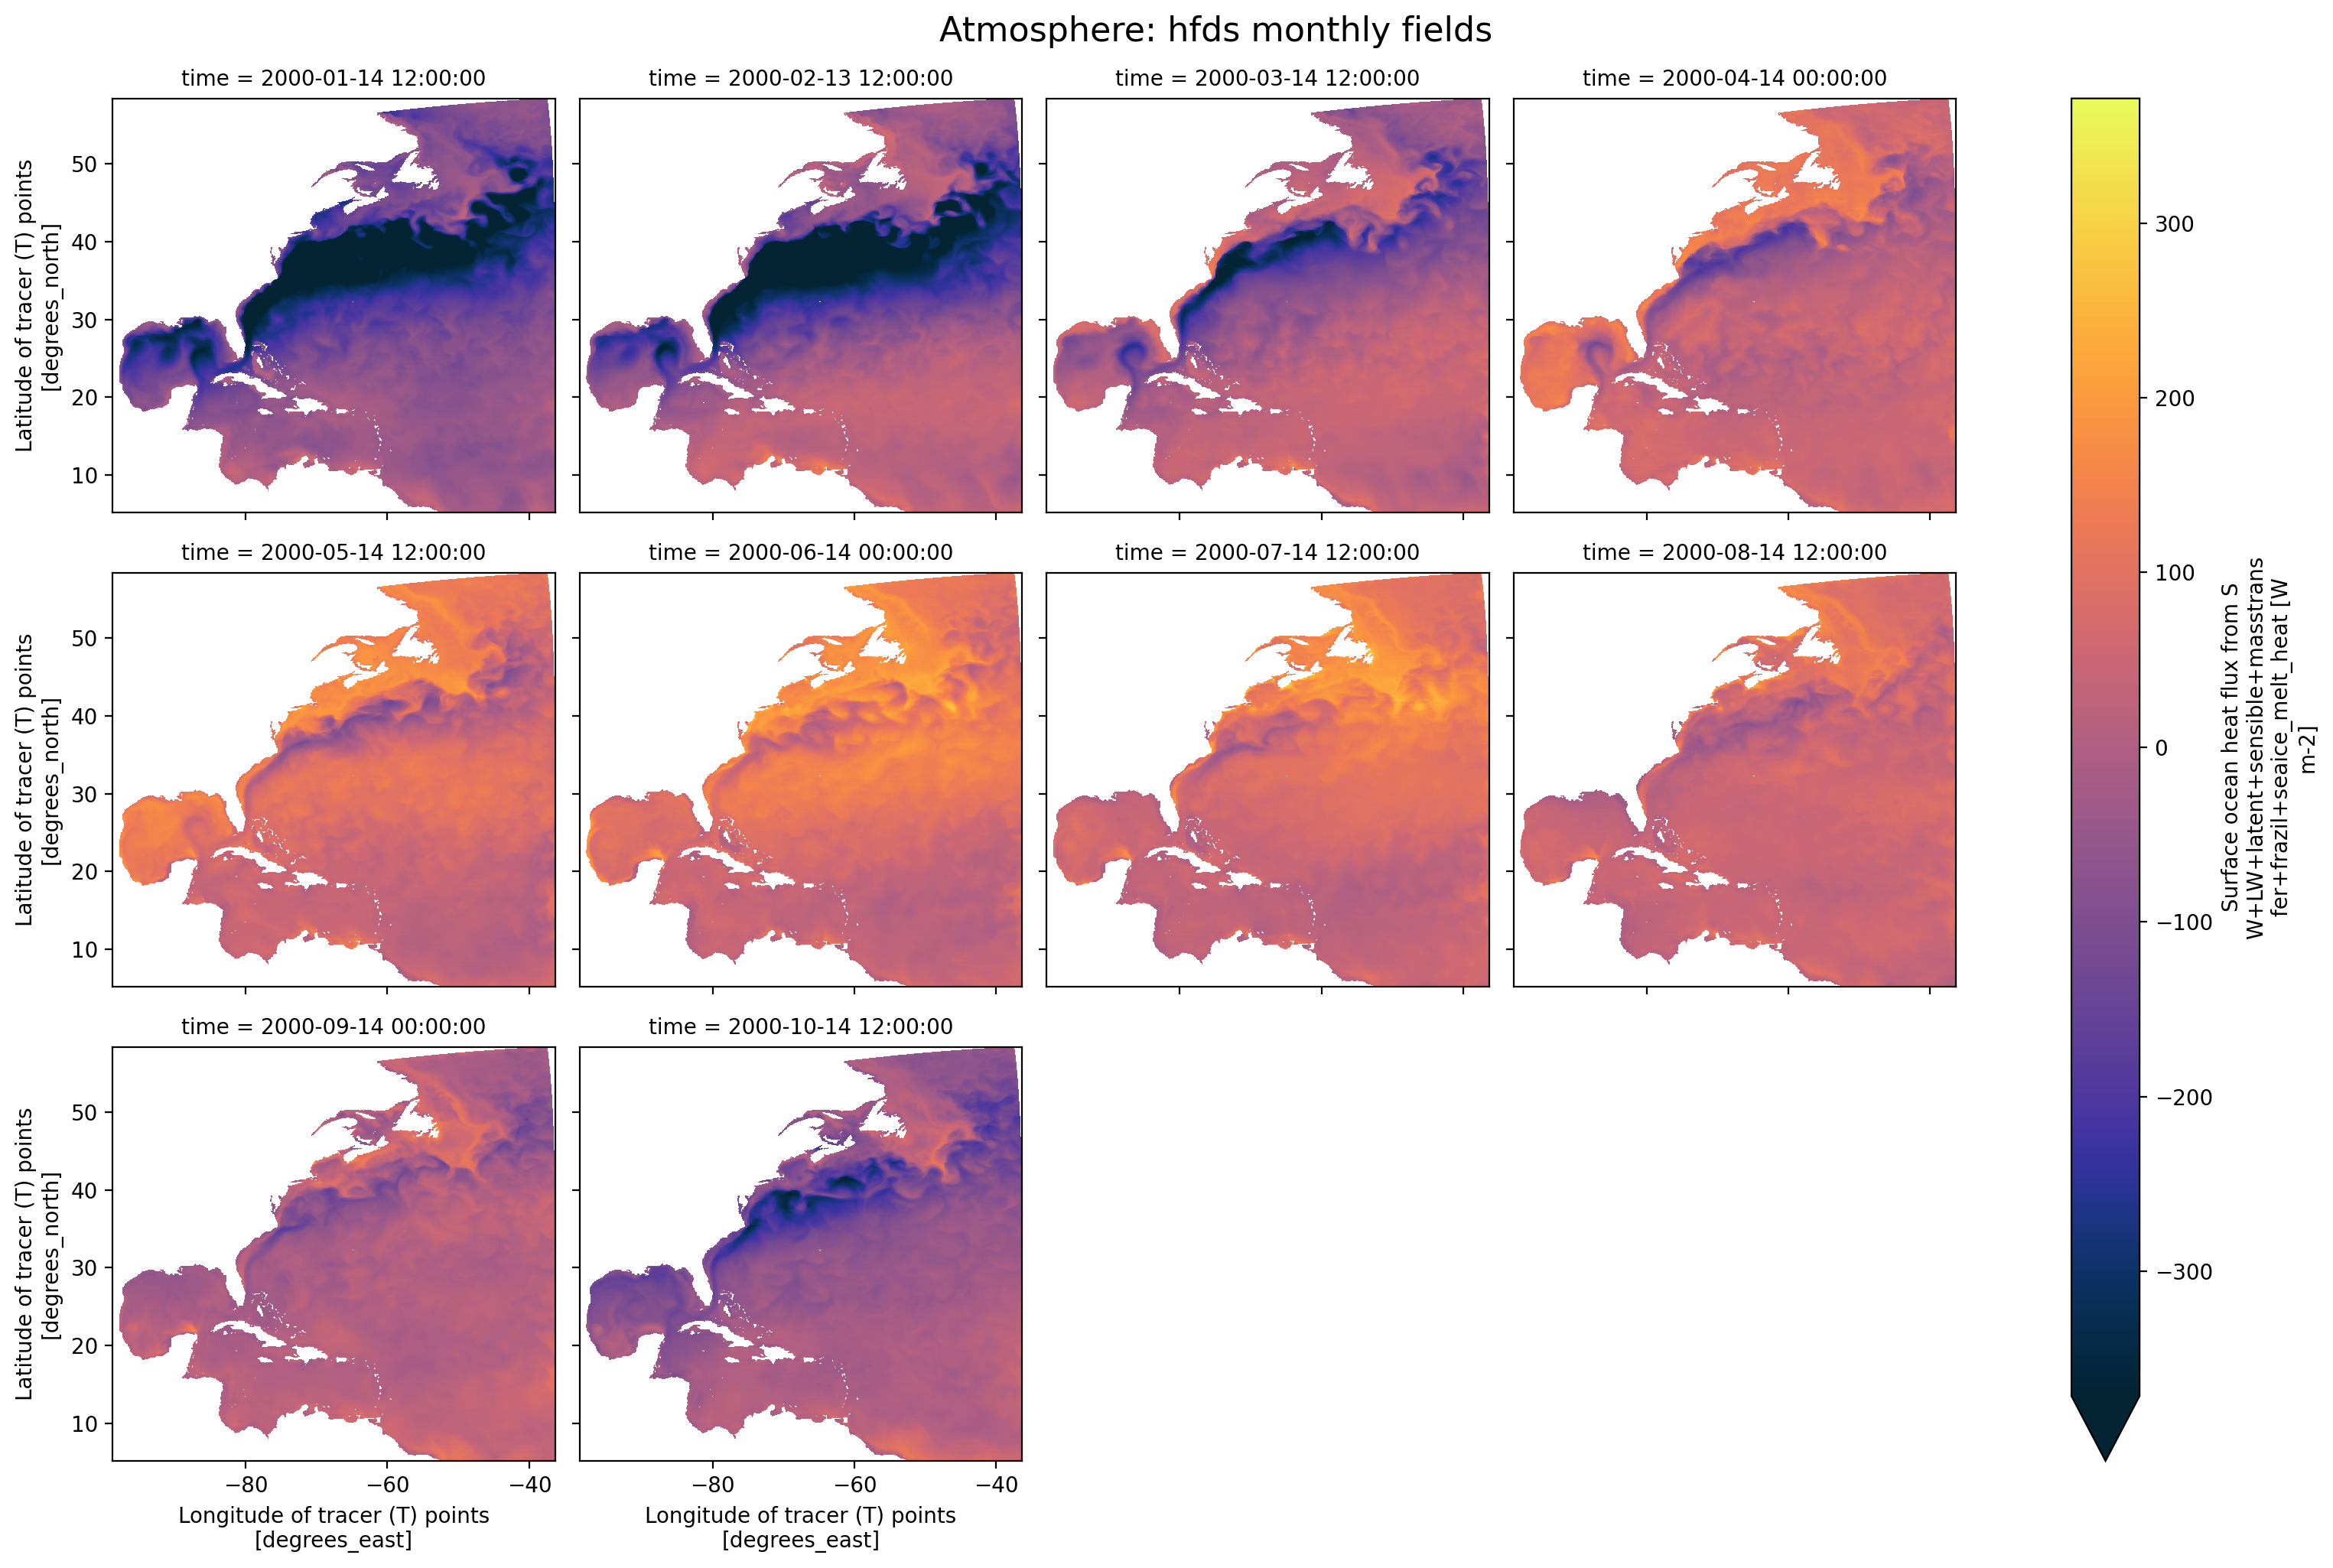 Atmosphere: hfds monthly fields
time = 2000-01-14 12:00:00
time = 2000-02-13 12:00:00
time = 2000-03-14 12:00:00
time = 2000-04-14 00:00:00
Latitude of tracer (T) points
[degrees_north]
50
40
30
20
10
time = 2000-05-14 12:00:00
time = 2000-06-14 00:00:00
time = 2000-07-14 12:00:00
time = 2000-08-14 12:00:00
Latitude of tracer (T) points
[degrees_north]
50
40
30
20
10
time = 2000-09-14 00:00:00
time = 2000-10-14 12:00:00
Latitude of tracer (T) points
[degrees_north]
50
40
30
20
10
−80
−60
−40
Longitude of tracer (T) points
[degrees_east]
−80
−60
−40
Longitude of tracer (T) points
[degrees_east]
300
200
100
0
−100
−200
−300
Surface ocean heat flux from S
W+LW+latent+sensible+masstrans
fer+frazil+seaice_melt_heat [W
m-2]